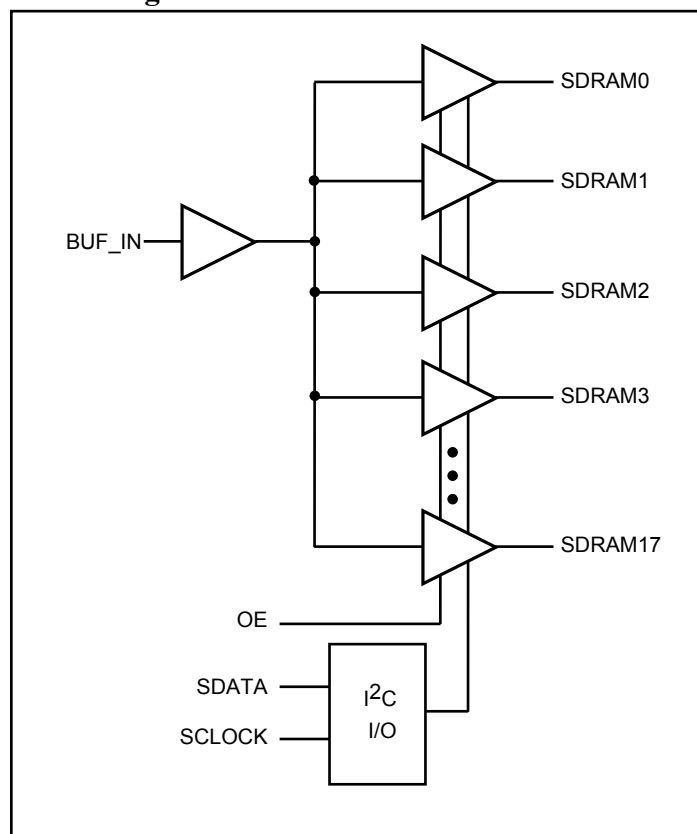 SDRAM0
SDRAM1
BUF_IN
SDRAM2
SDRAM3
SDRAM17
OE
SDATA
I²C
I/O
SCLOCK